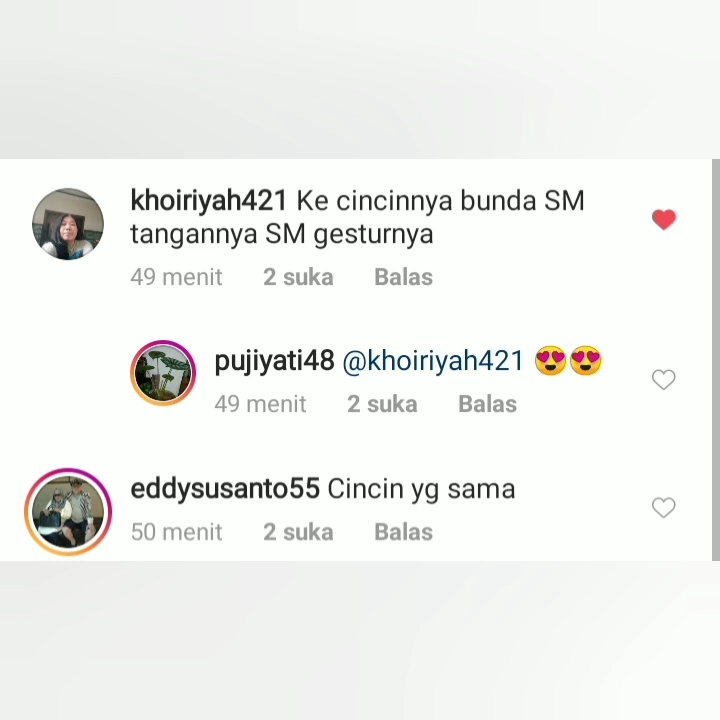 khoiriyah421 Ke cincinnya bunda SM
tangannya SM gesturnya
49 menit 2 suka Balas
pujiyati48 @khoiriyah421 😍😍
49 menit 2 suka Balas
eddysusanto55 Cincin yg sama
50 menit 2 suka Balas